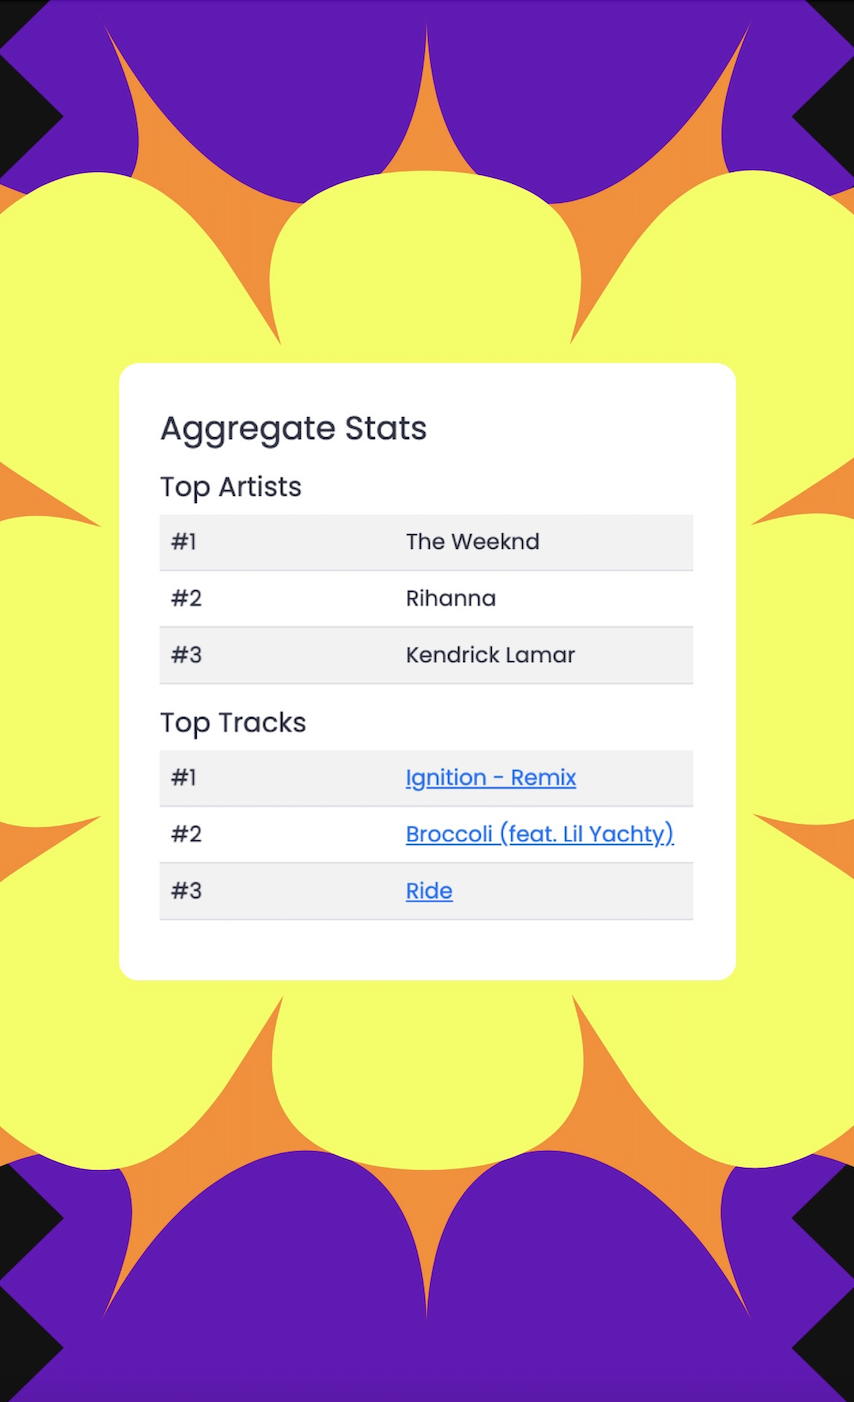 Aggregate Stats
Top Artists
#1 The Weeknd
#2 Rihanna
#3 Kendrick Lamar
Top Tracks
#1 Ignition - Remix
#2 Broccoli (feat. Lil Yachty)
#3 Ride